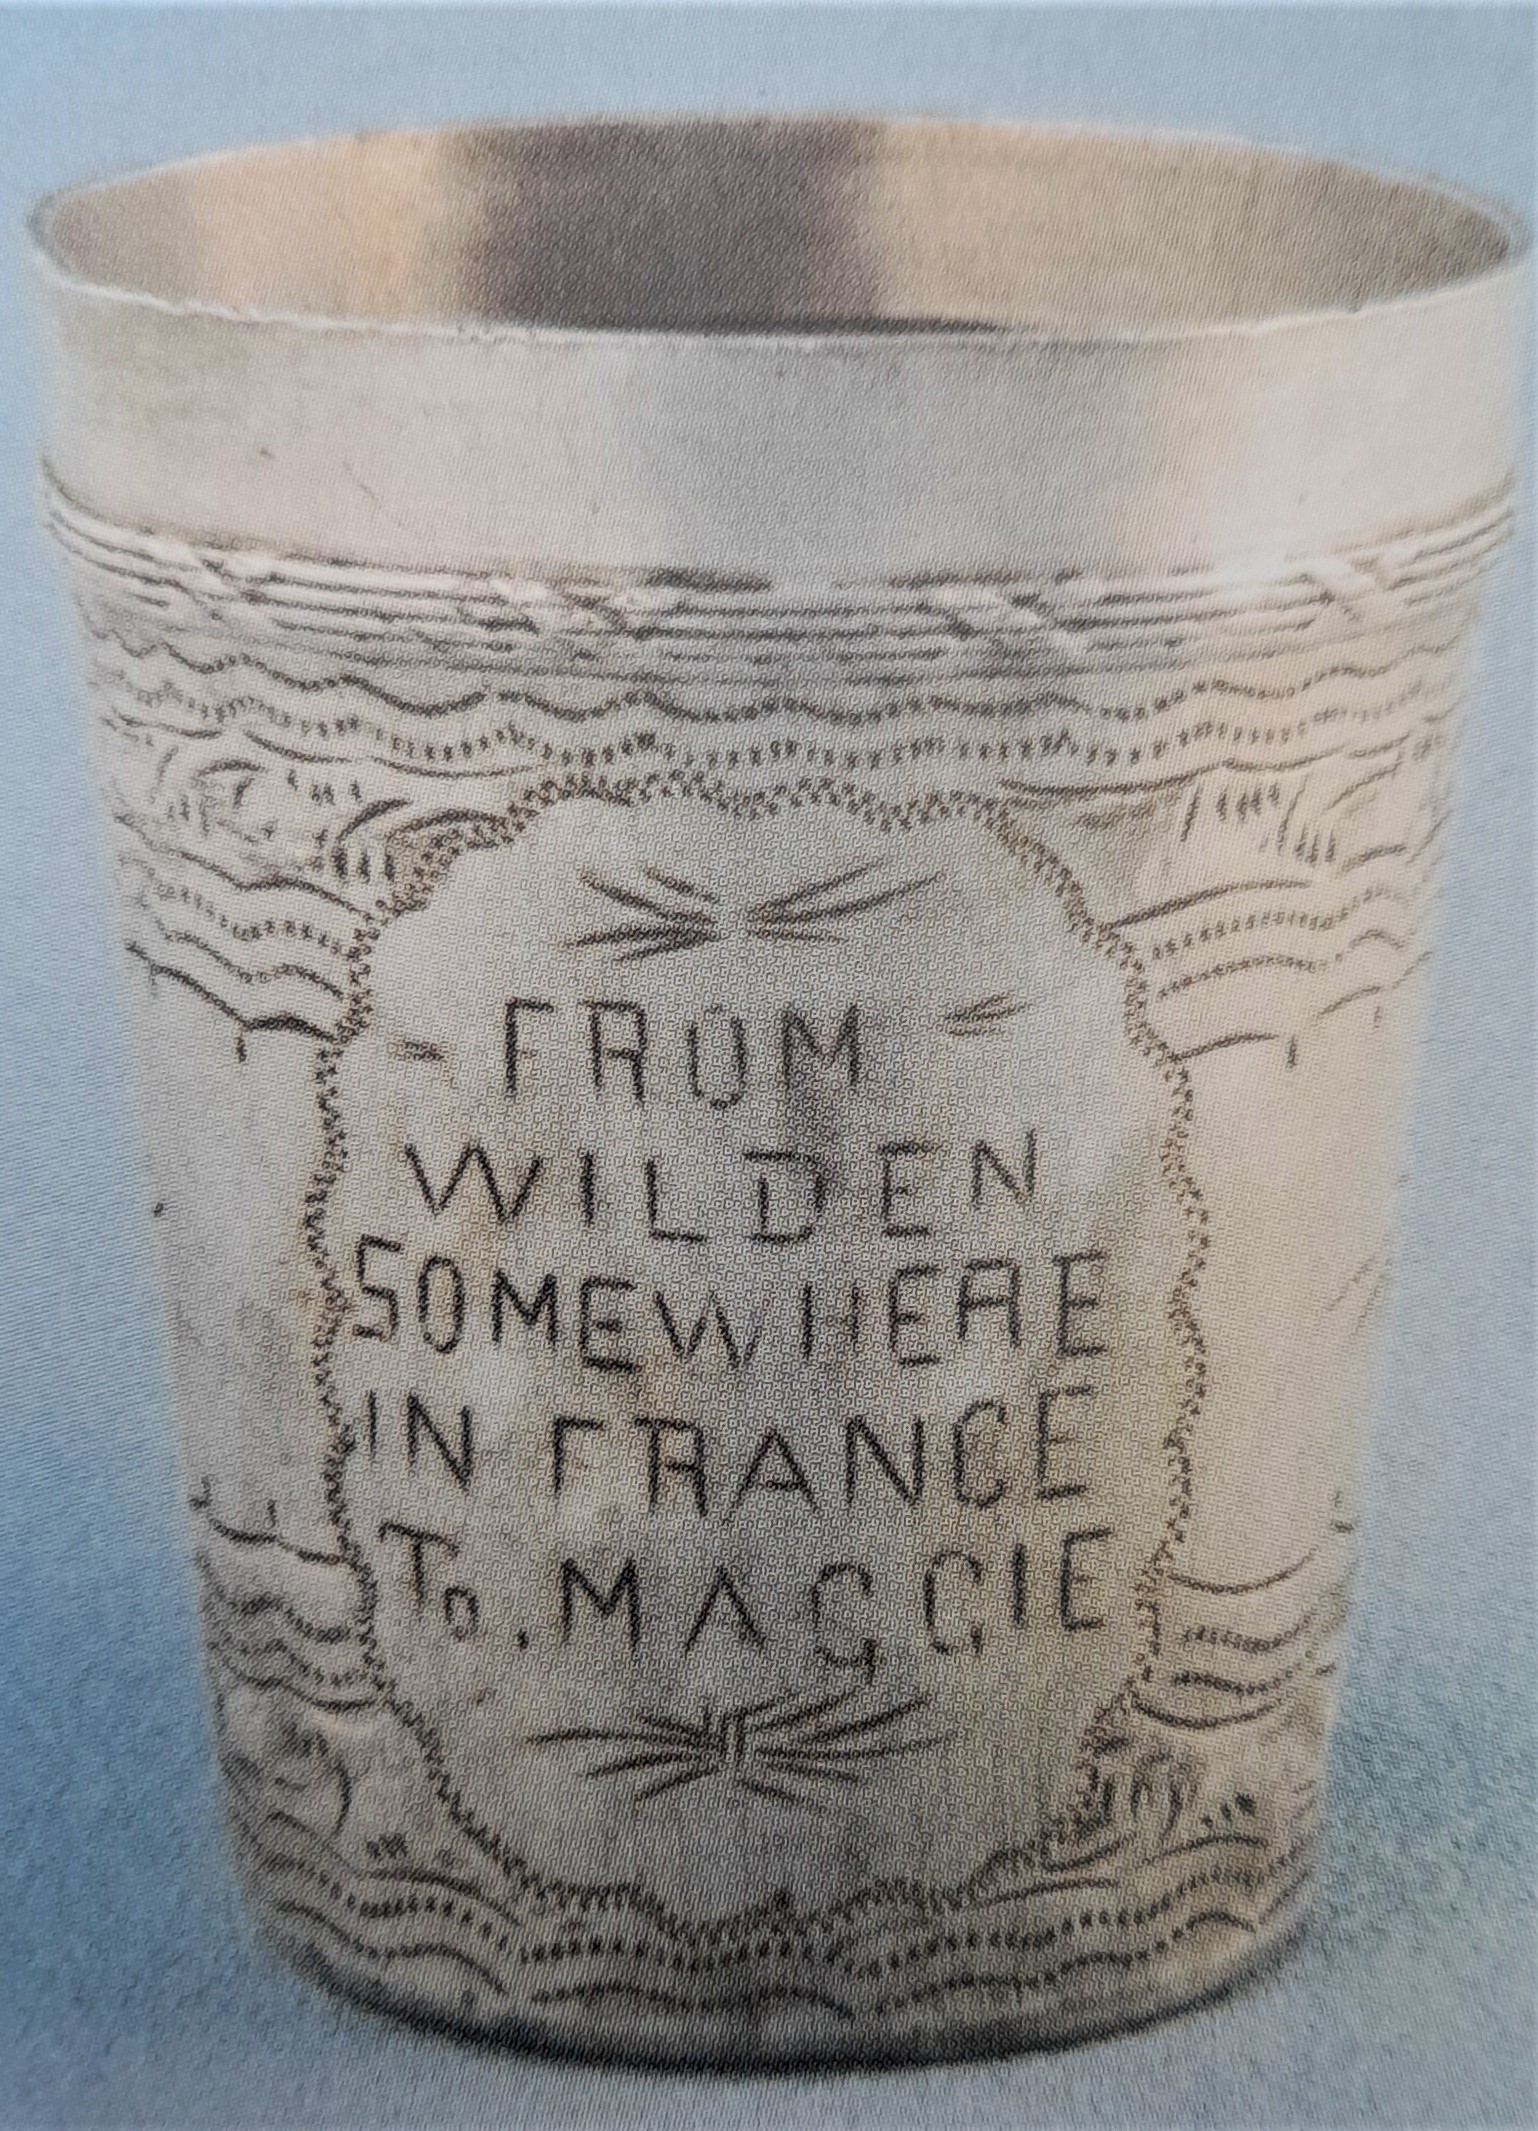 FROM
WILDEN
SOMEWHERE
IN FRANCE
To. MAGGIE